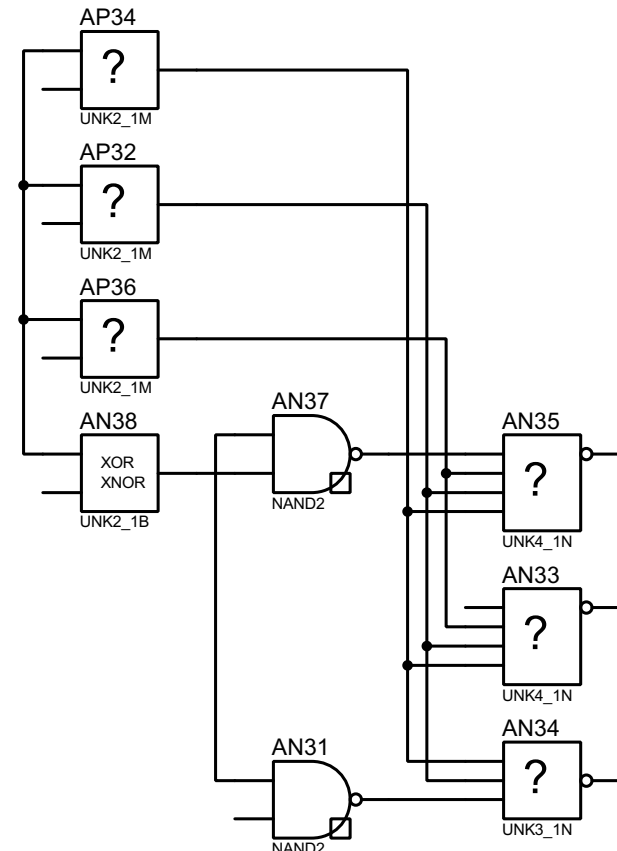 AP34
?
UNK2_1M
AP32
?
UNK2_1M
AP36
?
UNK2_1M
AN38
XOR
XNOR
UNK2_1B
AN37
NAND2
AN35
?
UNK4_1N
AN33
?
UNK4_1N
AN31
NAND2
AN34
?
UNK3_1N